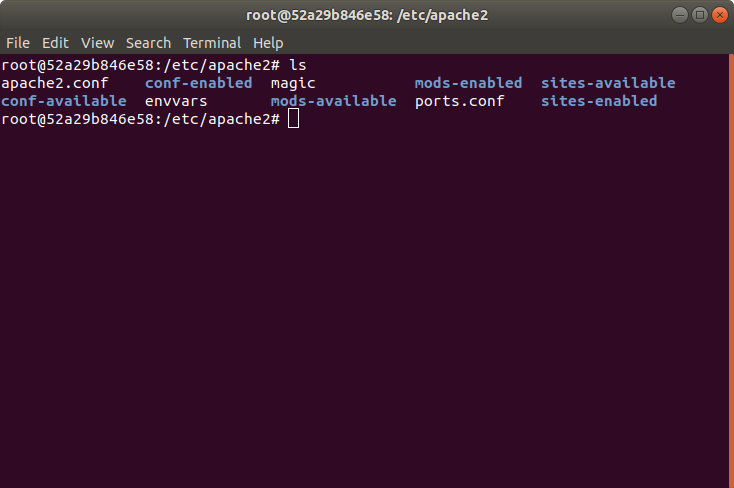 root@52a29b846e58: /etc/apache2
File Edit View Search Terminal Help
root@52a29b846e58:/etc/apache2# ls
apache2.conf conf-enabled magic mods-enabled sites-available
conf-available envvars mods-available ports.conf sites-enabled
root@52a29b846e58:/etc/apache2#